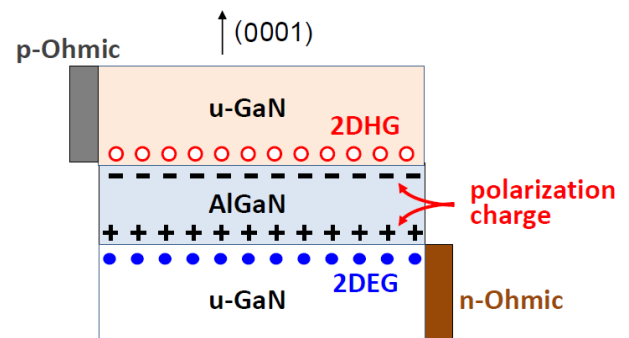 (0001)
p-Ohmic
u-GaN
2DHG
AlGaN
polarization
charge
2DEG
u-GaN
n-Ohmic